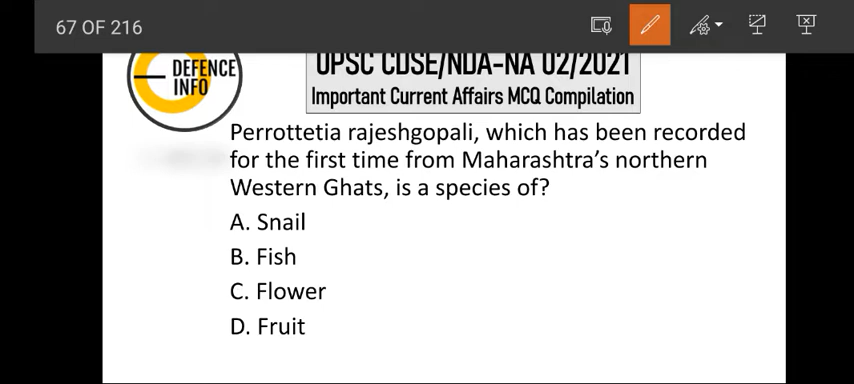 67 OF 216
DEFENCE
INFO
UPSC CDSE/NDA-NA 02/2021
Important Current Affairs MCQ Compilation
Perrottetia rajeshgopali, which has been recorded
for the first time from Maharashtra's northern
Western Ghats, is a species of?
A. Snail
B. Fish
C. Flower
D. Fruit